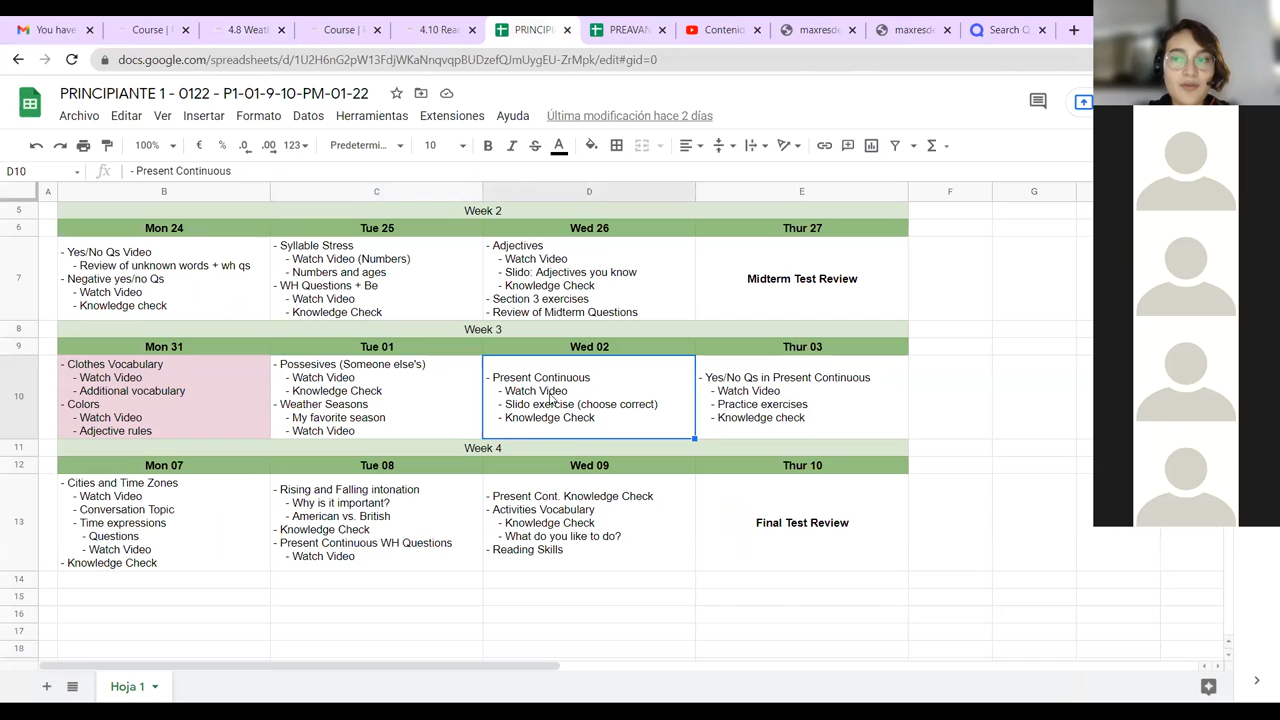 You have
Course |
4.8 Weatl
Course |
4.10 Rea
PRINCIPI
PREAVAN
Contenid
maxresde
maxresde
Search Q
docs.google.com/spreadsheets/d/1U2H6nG2pW13FdjWKaNnqvqpBUDzefQJmUygEU-ZrMpk/edit#gid=0
PRINCIPIANTE 1 - 0122 - P1-01-9-10-PM-01-22
Archivo Editar Ver Insertar Formato Datos Herramientas Extensiones Ayuda Última modificación hace 2 días
100% € % .0 .00 123 Predetermi... 10 B I S A
D10 fx - Present Continuous
A B C D E F G
5 Week 2
6 Mon 24 Tue 25 Wed 26 Thur 27
7
- Yes/No Qs Video
- Review of unknown words + wh qs
- Negative yes/no Qs
- Watch Video
- Knowledge check
- Syllable Stress
- Watch Video (Numbers)
- Numbers and ages
- WH Questions + Be
- Watch Video
- Knowledge Check
- Adjectives
- Watch Video
- Slido: Adjectives you know
- Knowledge Check
- Section 3 exercises
- Review of Midterm Questions
Midterm Test Review
8 Week 3
9 Mon 31 Tue 01 Wed 02 Thur 03
10
- Clothes Vocabulary
- Watch Video
- Additional vocabulary
- Colors
- Watch Video
- Adjective rules
- Possesives (Someone else's)
- Watch Video
- Knowledge Check
- Weather Seasons
- My favorite season
- Watch Video
- Present Continuous
- Watch Video
- Slido exercise (choose correct)
- Knowledge Check
- Yes/No Qs in Present Continuous
- Watch Video
- Practice exercises
- Knowledge check
11 Week 4
12 Mon 07 Tue 08 Wed 09 Thur 10
13
- Cities and Time Zones
- Watch Video
- Conversation Topic
- Time expressions
- Questions
- Watch Video
- Knowledge Check
- Rising and Falling intonation
- Why is it important?
- American vs. British
- Knowledge Check
- Present Continuous WH Questions
- Watch Video
- Present Cont. Knowledge Check
- Activities Vocabulary
- Knowledge Check
- What do you like to do?
- Reading Skills
Final Test Review
14
15
16
17
18
Hoja 1